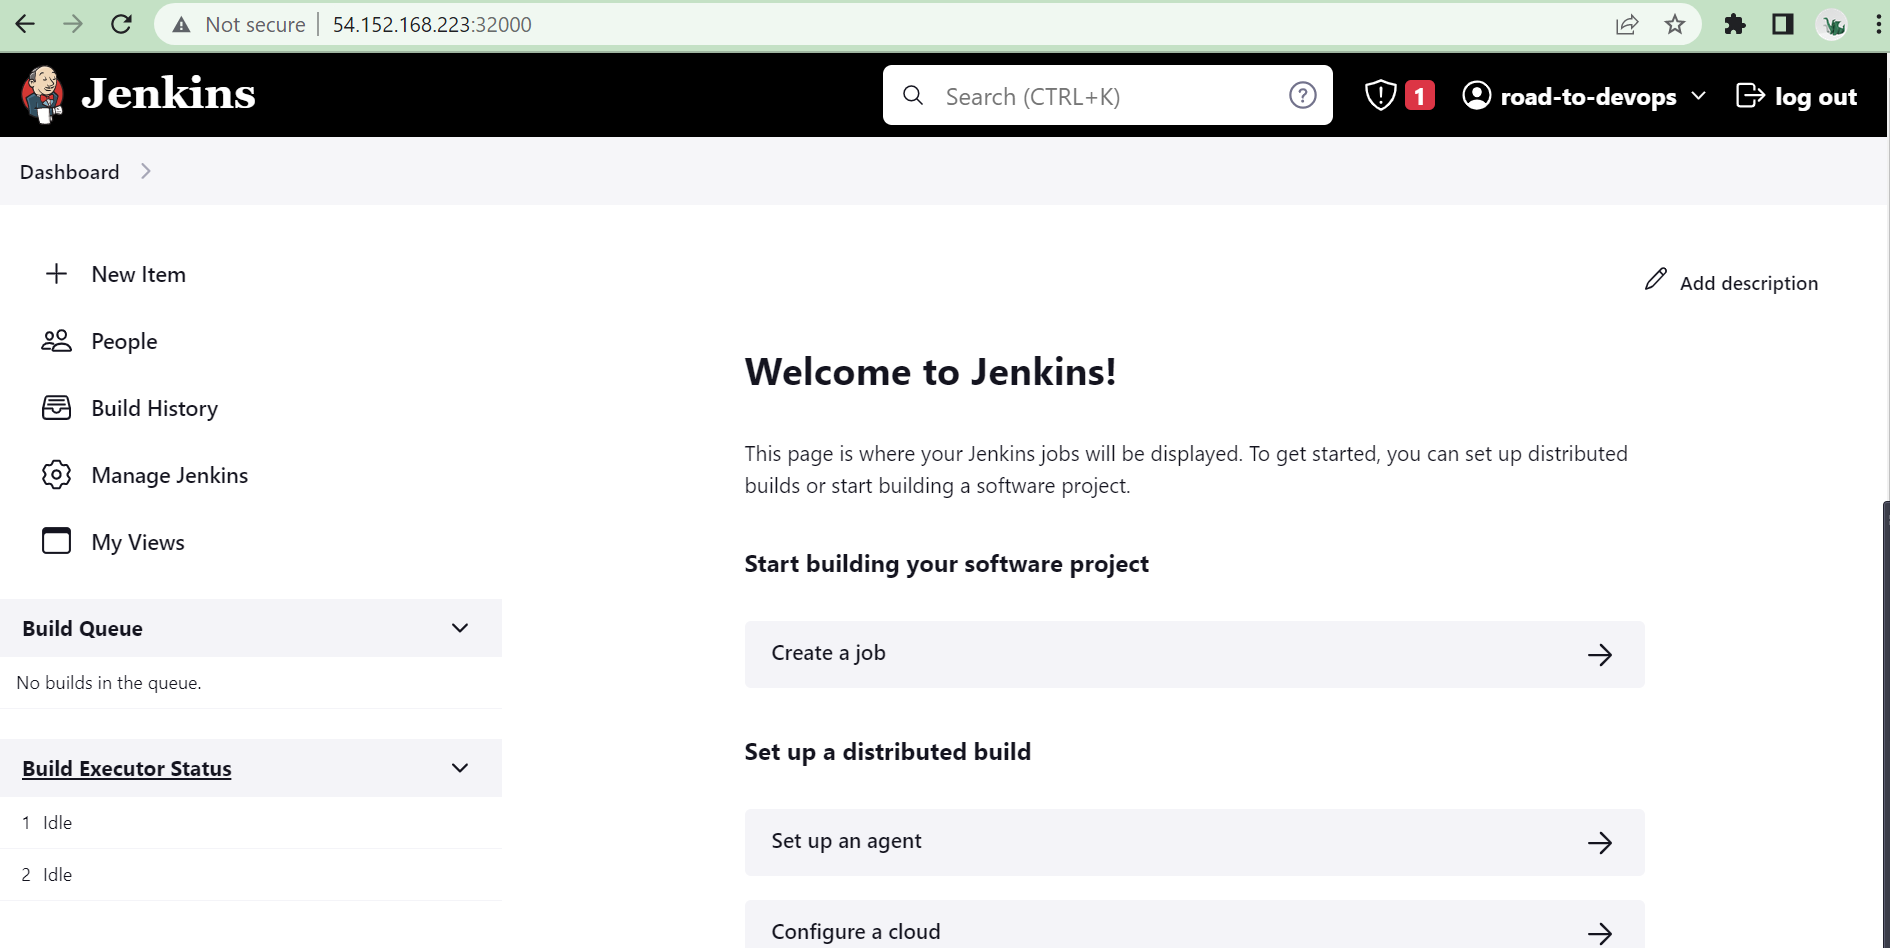 Not secure | 54.152.168.223:32000
Jenkins
Search (CTRL+K)
?
! 1
road-to-devops
log out
Dashboard
New Item
People
Build History
Manage Jenkins
My Views
Build Queue
No builds in the queue.
Build Executor Status
1 Idle
2 Idle
Add description
Welcome to Jenkins!
This page is where your Jenkins jobs will be displayed. To get started, you can set up distributed
builds or start building a software project.
Start building your software project
Create a job
Set up a distributed build
Set up an agent
Configure a cloud